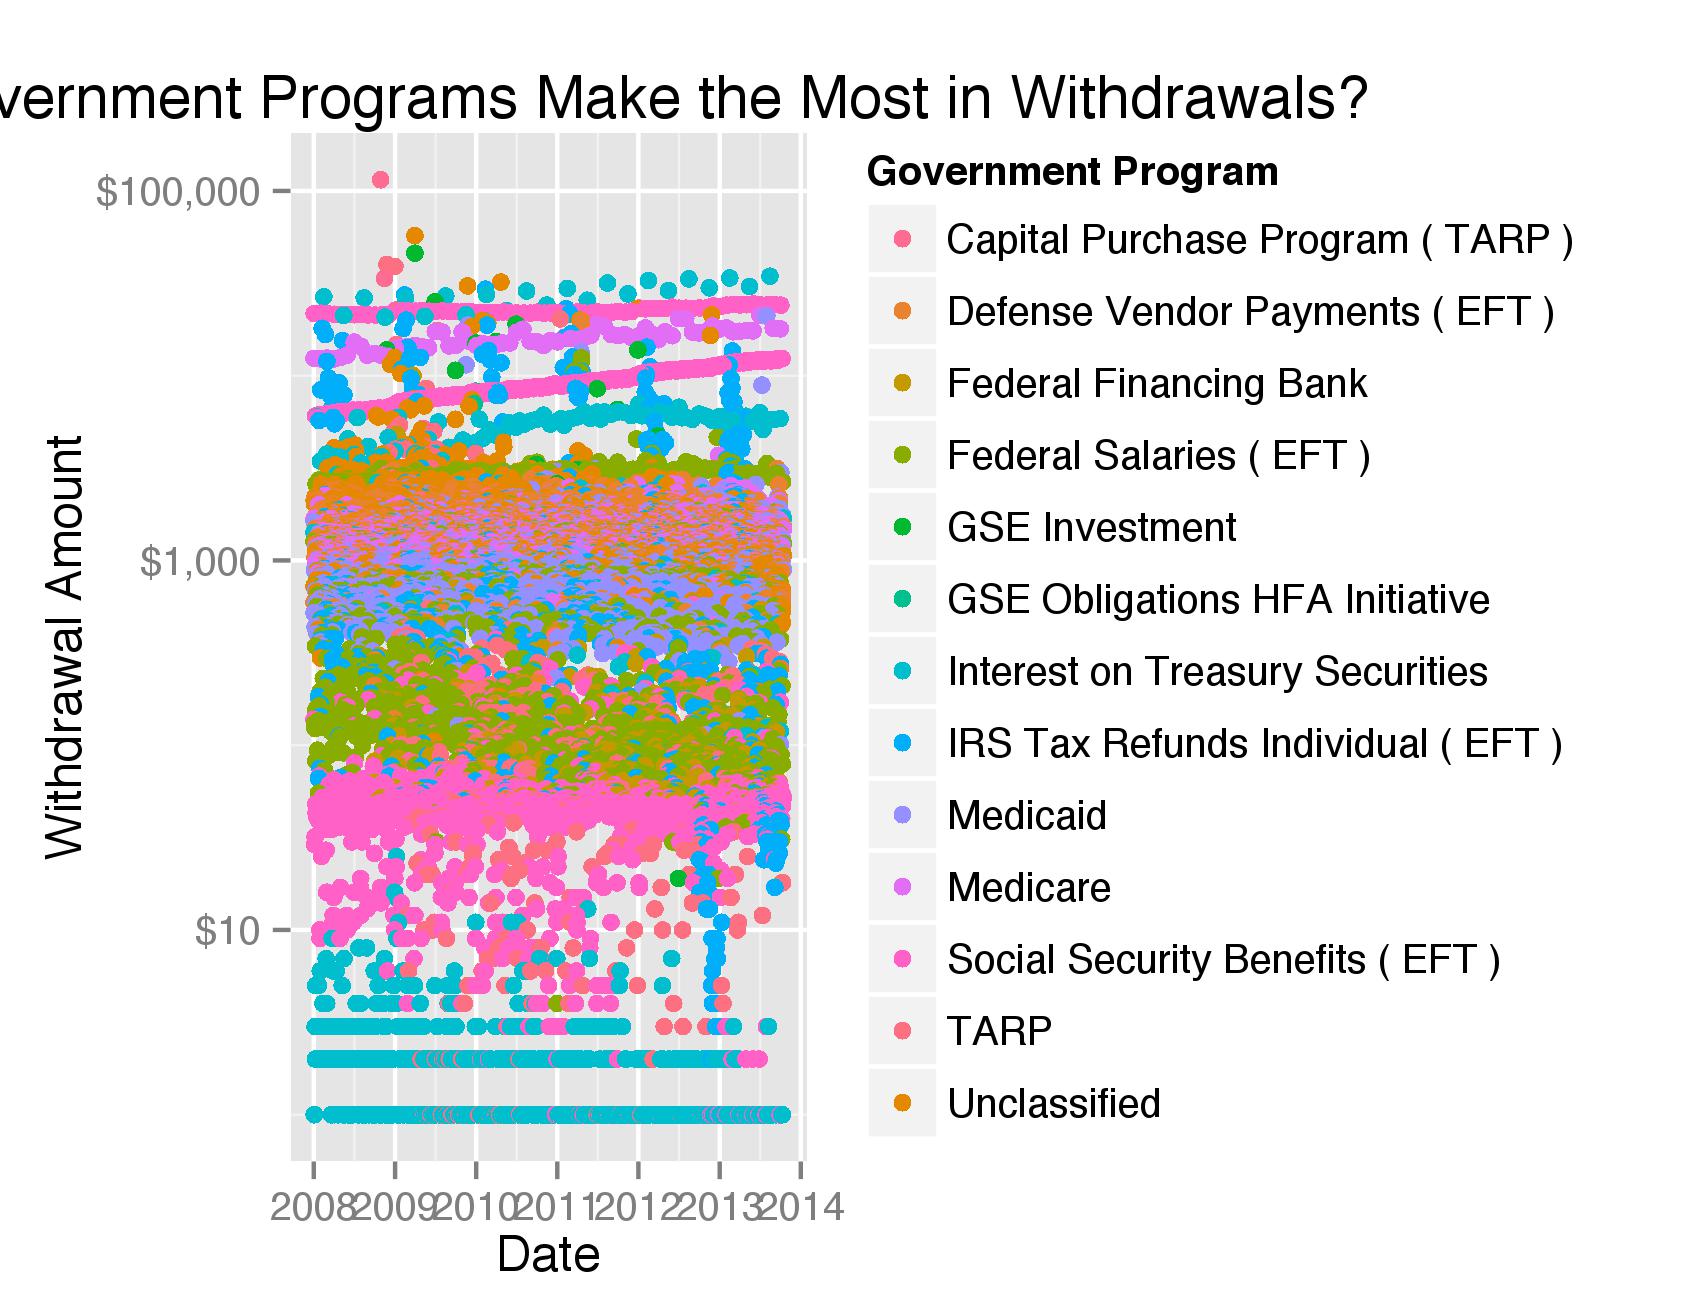 vernment Programs Make the Most in Withdrawals?
Withdrawal Amount
$100,000
$1,000
$10
2008
2009
2010
2011
2012
2013
2014
Date
Government Program
Capital Purchase Program ( TARP )
Defense Vendor Payments ( EFT )
Federal Financing Bank
Federal Salaries ( EFT )
GSE Investment
GSE Obligations HFA Initiative
Interest on Treasury Securities
IRS Tax Refunds Individual ( EFT )
Medicaid
Medicare
Social Security Benefits ( EFT )
TARP
Unclassified